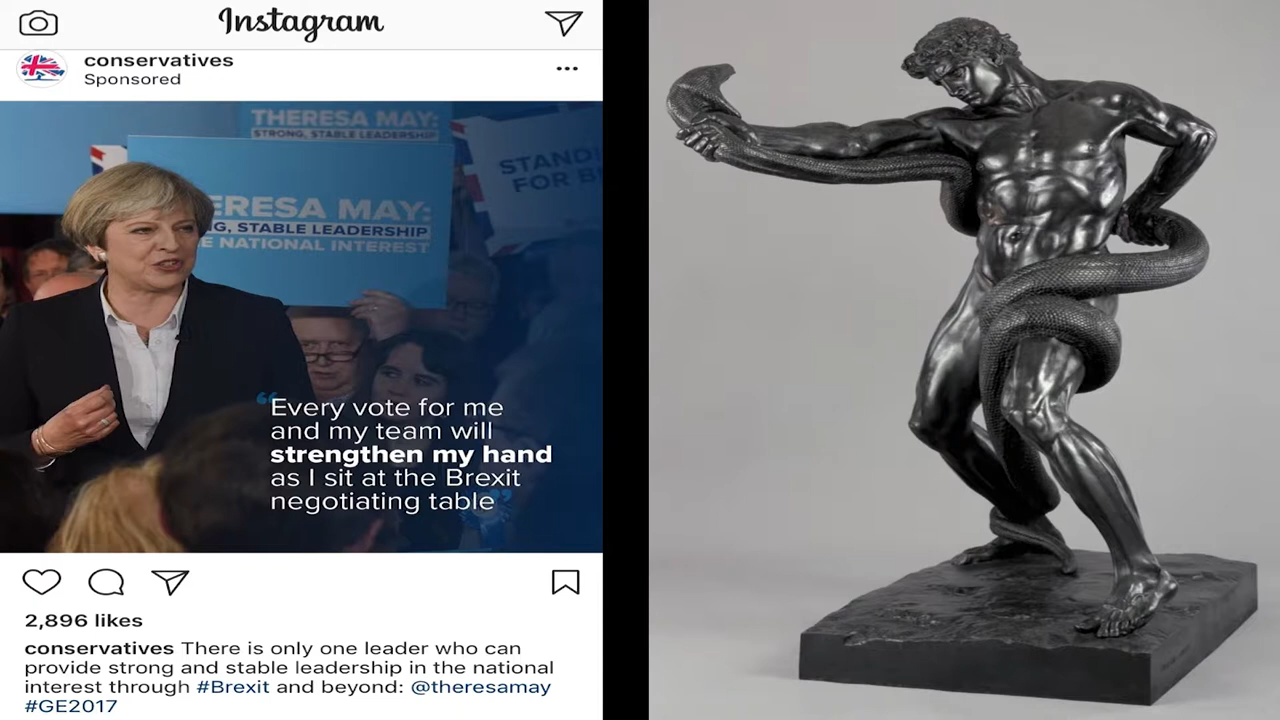 Instagram
conservatives
Sponsored
THERESA MAY:
STRONG, STABLE LEADERSHIP
STANDI
FOR B
ERESA MAY:
NG, STABLE LEADERSHIP
E NATIONAL INTEREST
“Every vote for me
and my team will
strengthen my hand
as I sit at the Brexit
negotiating table”
2,896 likes
conservatives There is only one leader who can
provide strong and stable leadership in the national
interest through #Brexit and beyond: @theresamay
#GE2017